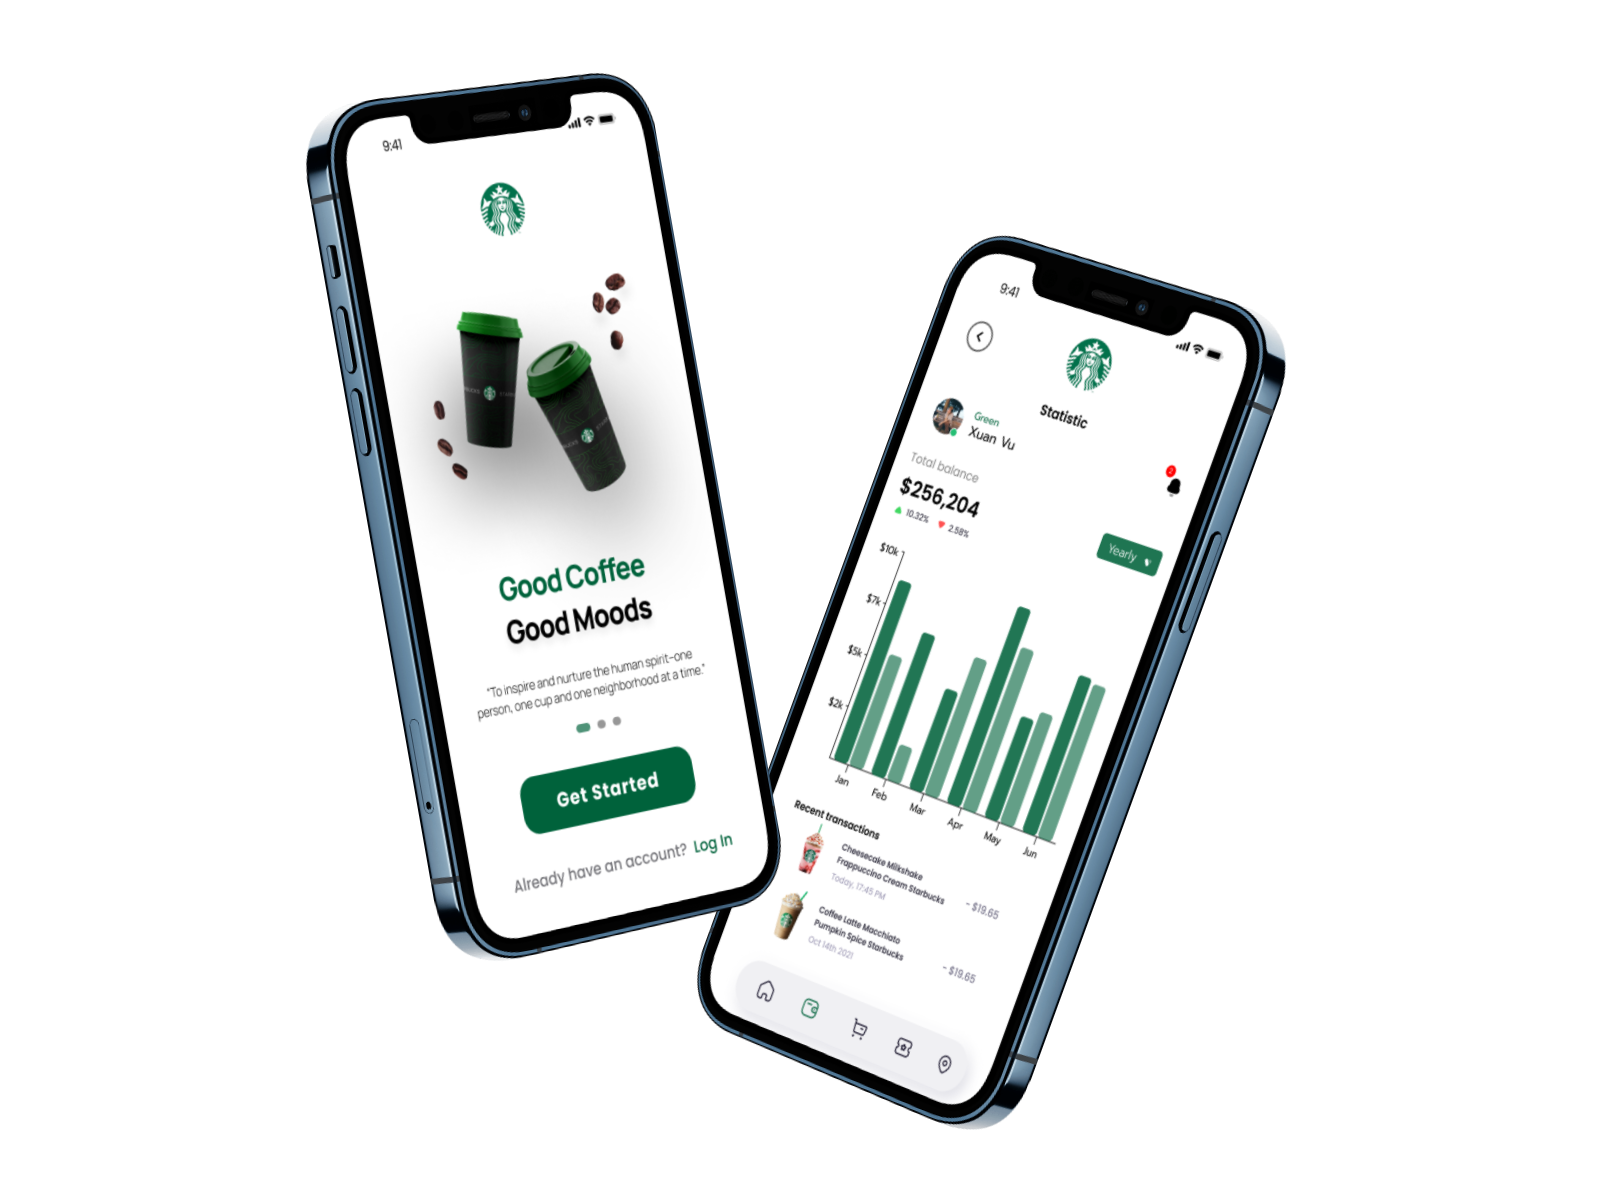 9:41
Good Coffee
Good Moods
"To inspire and nurture the human spirit-one
person, one cup and one neighborhood at a time."
Get Started
Already have an account? Log In
9:41
Statistic
Green
Xuan Vu
Total balance
$256,204
10.32% 2.58%
Yearly
$10k
$7k
$5k
$2k
Jan
Feb
Mar
Apr
May
Jun
Recent transactions
Cheesecake Milkshake
Frappuccino Cream Starbucks
Today, 17:45 PM
- $19.65
Coffee Latte Macchiato
Pumpkin Spice Starbucks
Oct 14th 2021
- $19.65